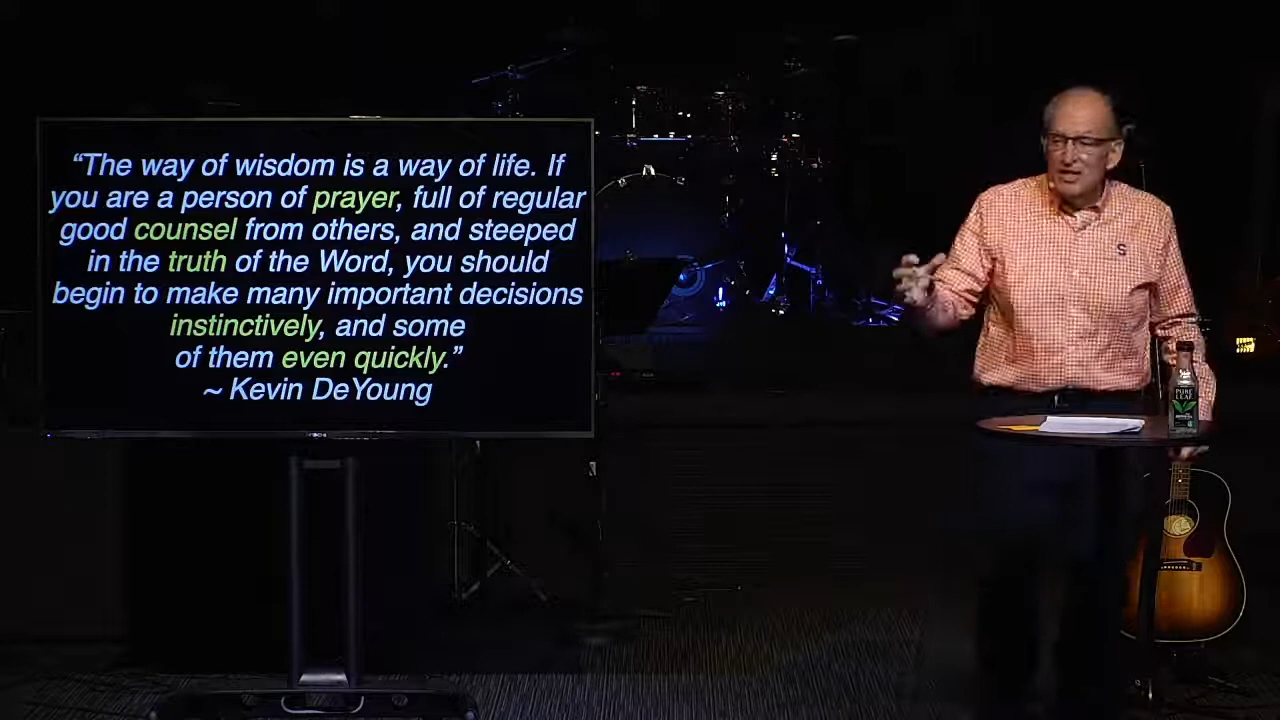 “The way of wisdom is a way of life. If
you are a person of prayer, full of regular
good counsel from others, and steeped
in the truth of the Word, you should
begin to make many important decisions
instinctively, and some
of them even quickly.”
~ Kevin DeYoung
S
PURE
LEAF